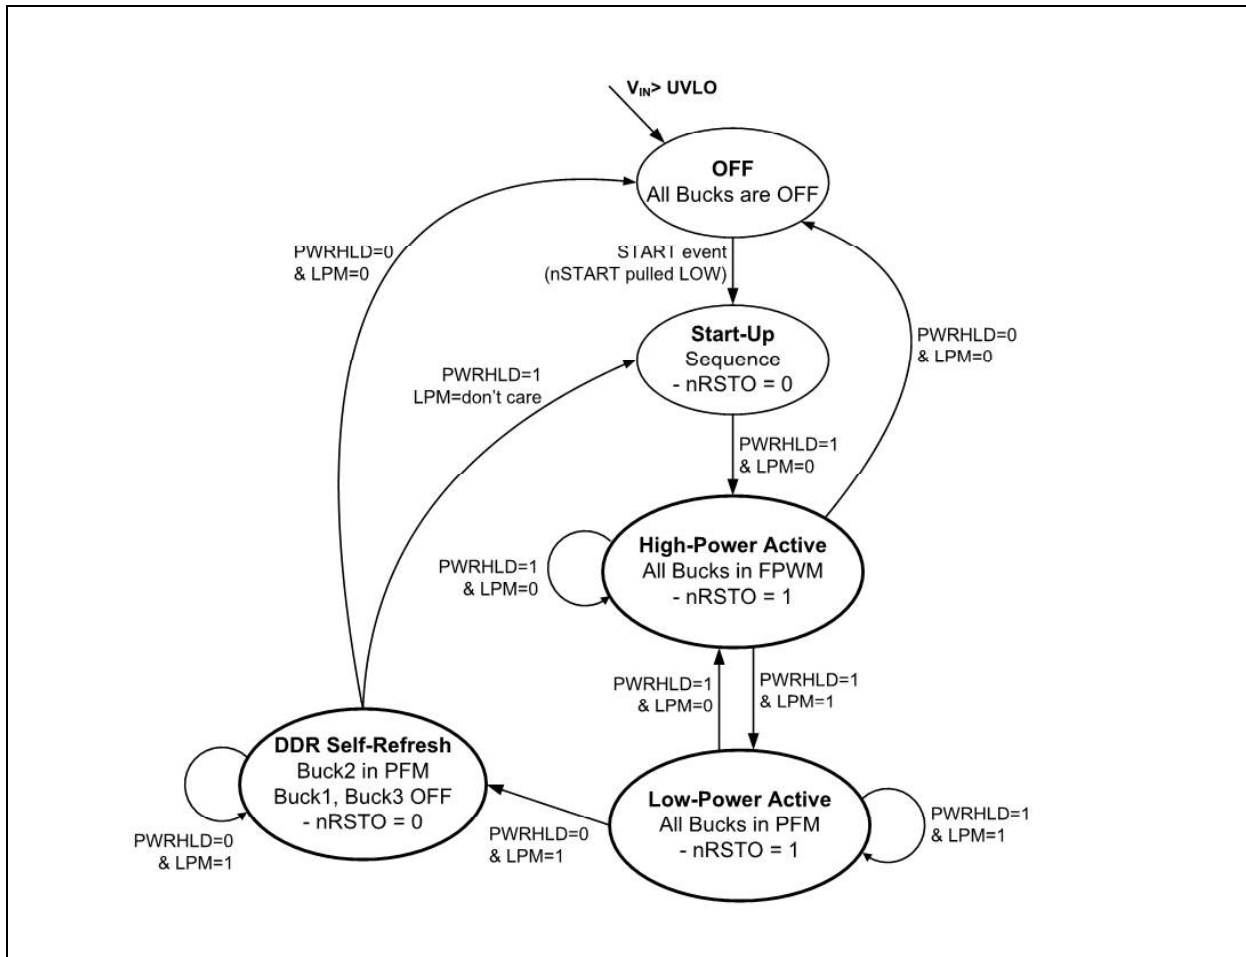 VIN> UVLO
OFF
All Bucks are OFF
PWRHLD=0
& LPM=0
START event
(nSTART pulled LOW)
Start-Up
Sequence
- nRSTO = 0
PWRHLD=0
& LPM=0
PWRHLD=1
LPM=don't care
PWRHLD=1
& LPM=0
High-Power Active
All Bucks in FPWM
- nRSTO = 1
PWRHLD=1
& LPM=0
PWRHLD=1
& LPM=0
PWRHLD=1
& LPM=1
DDR Self-Refresh
Buck2 in PFM
Buck1, Buck3 OFF
- nRSTO = 0
Low-Power Active
All Bucks in PFM
- nRSTO = 1
PWRHLD=0
& LPM=1
PWRHLD=0
& LPM=1
PWRHLD=1
& LPM=1